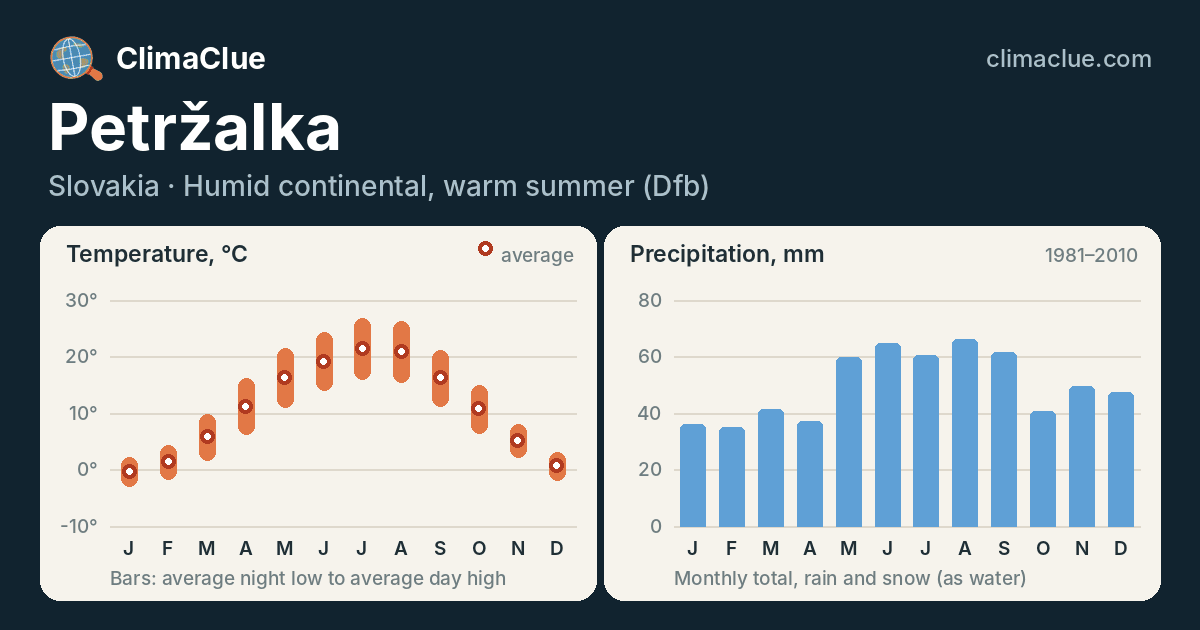 ClimaClue
climaclue.com
Petržalka
Slovakia · Humid continental, warm summer (Dfb)
Temperature, °C
average
30°
20°
10°
0°
-10°
J F M A M J J A S O N D
Bars: average night low to average day high
Precipitation, mm
1981–2010
80
60
40
20
0
J F M A M J J A S O N D
Monthly total, rain and snow (as water)